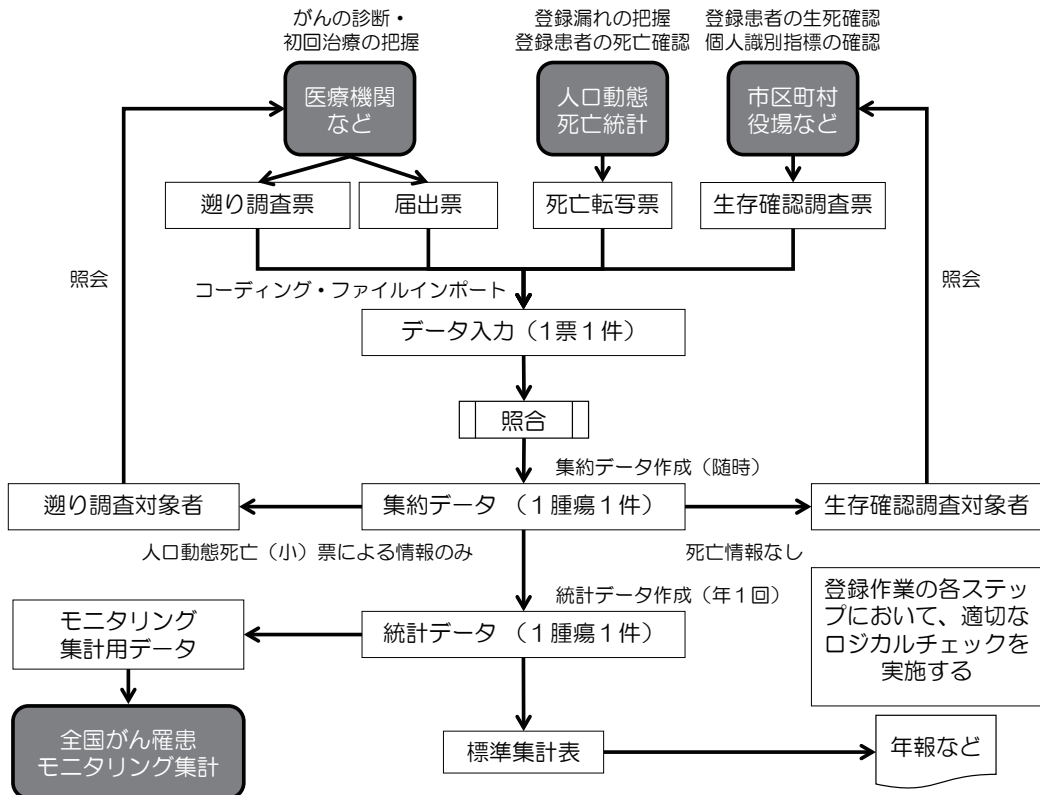 がんの診断・
初回治療の把握
登録漏れの把握
登録患者の死亡確認
登録患者の生死確認
個人識別指標の確認
医療機関
など
人口動態
死亡統計
市区町村
役場など
遡り調査票
届出票
死亡転写票
生存確認調査票
照会
照会
コーディング・ファイルインポート
データ入力（1票1件）
照合
集約データ作成（随時）
遡り調査対象者
集約データ （1腫瘍1件）
生存確認調査対象者
人口動態死亡（小）票による情報のみ
死亡情報なし
統計データ作成（年1回）
モニタリング
集計用データ
統計データ （1腫瘍1件）
登録作業の各ステッ
プにおいて、適切な
ロジカルチェックを
実施する
全国がん罹患
モニタリング集計
標準集計表
年報など